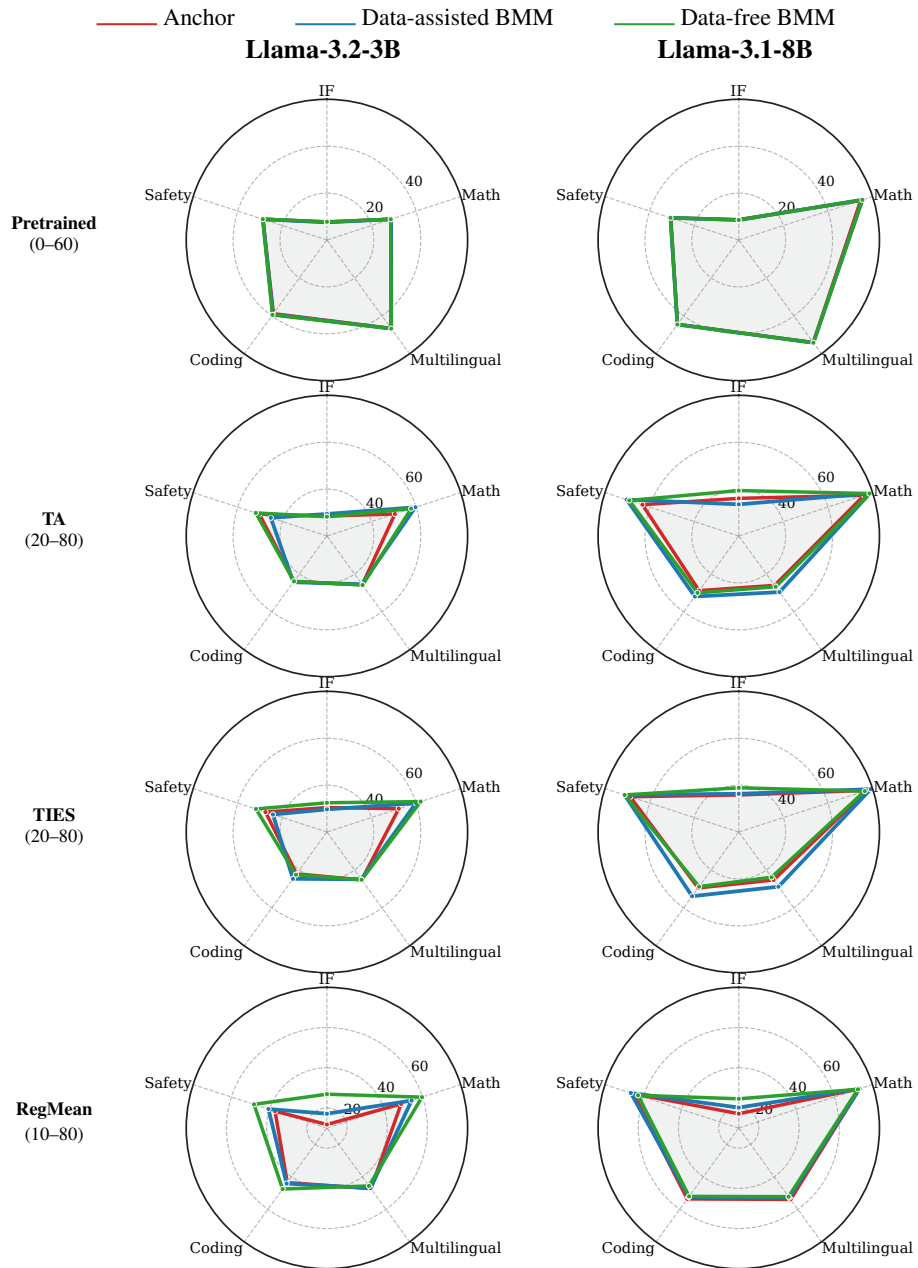 Anchor Data-assisted BMM Data-free BMM
Llama-3.2-3B Llama-3.1-8B
IF IF
40 40
Safety Math Safety Math
20 20
Pretrained
(0–60)
Coding Multilingual Coding Multilingual
IF IF
60 60
Safety Math Safety Math
40 40
TA
(20–80)
Coding Multilingual Coding Multilingual
IF IF
60 60
Safety Math Safety Math
40 40
TIES
(20–80)
Coding Multilingual Coding Multilingual
IF IF
60 60
Safety Math Safety Math
40 40
20 20
RegMean
(10–80)
Coding Multilingual Coding Multilingual